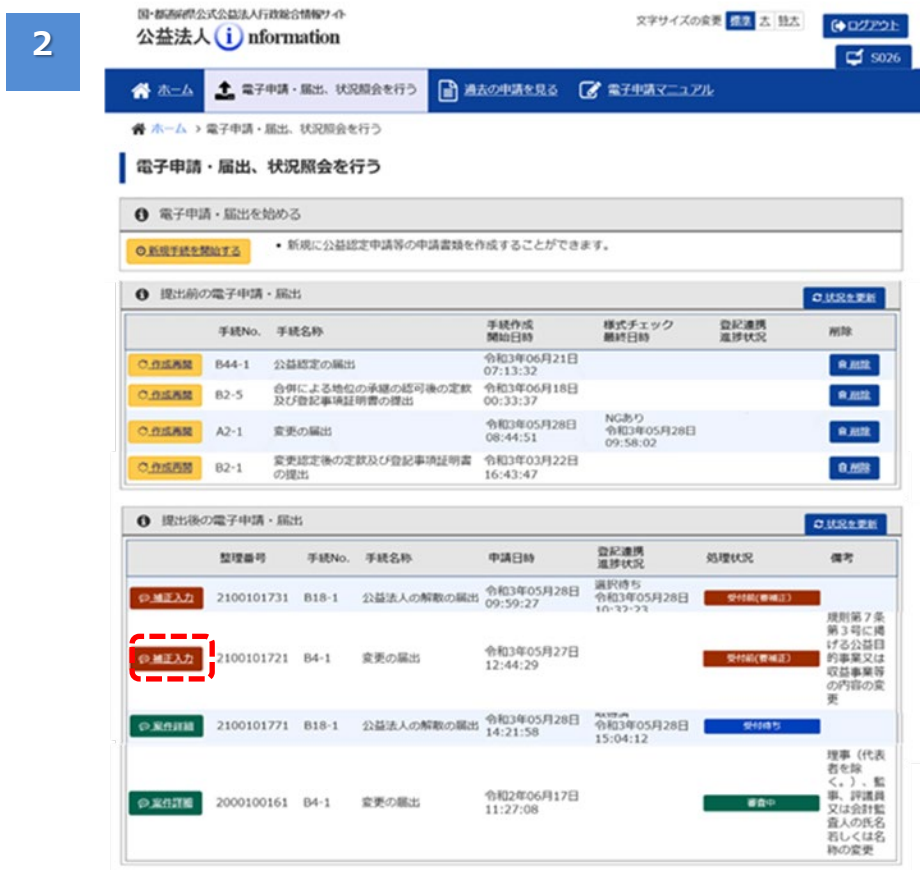 2
国・都道府県公式公益法人行政総合情報サイト
公益法人 i nformation
文字サイズの変更 標準 大 特大
ログアウト
S026
ホーム 電子申請・届出、状況照会を行う 過去の申請を見る 電子申請マニュアル
ホーム > 電子申請・届出、状況照会を行う
電子申請・届出、状況照会を行う
電子申請・届出を始める
新規手続を開始する ・新規に公益認定申請等の申請書類を作成することができます。
提出前の電子申請・届出 状況を更新
手続No. 手続名称 手続作成 開始日時 様式チェック 最終日時 登記連携 進捗状況 削除
作成再開 B44-1 公益認定の届出 令和3年06月21日 07:13:32 削除
作成再開 B2-5 合併による地位の承継の認可後の定款 及び登記事項証明書の提出 令和3年06月18日 00:33:37 削除
作成再開 A2-1 変更の届出 令和3年05月28日 08:44:51 NGあり 令和3年05月28日 09:58:02 削除
作成再開 B2-1 変更認定後の定款及び登記事項証明書 の提出 令和3年03月22日 16:43:47 削除
提出後の電子申請・届出 状況を更新
整理番号 手続No. 手続名称 申請日時 登記連携 進捗状況 処理状況 備考
補正入力 2100101731 B18-1 公益法人の解散の届出 令和3年05月28日 09:59:27 選択待ち 令和3年05月28日 10:32:23 受付前(要補正)
補正入力 2100101721 B4-1 変更の届出 令和3年05月27日 12:44:29 受付前(要補正) 規則第7条 第3号に掲 げる公益目 的事業又は 収益事業等 の内容の変 更
案件詳細 2100101771 B18-1 公益法人の解散の届出 令和3年05月28日 14:21:58 令和3年05月28日 15:04:12 受付待ち
案件詳細 2000100161 B4-1 変更の届出 令和2年06月17日 11:27:08 審査中 理事（代表 者を除 く。）、監 事、評議員 又は会計監 査人の氏名 若しくは名 称の変更